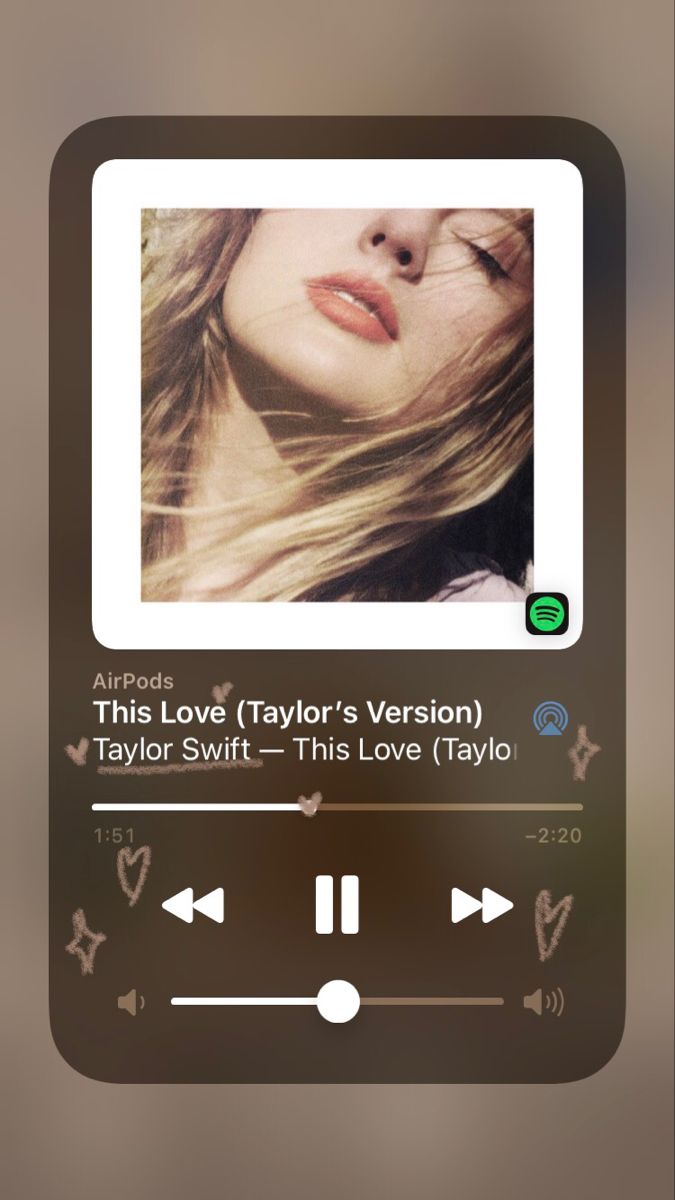 AirPods
This Love (Taylor’s Version)
Taylor Swift — This Love (Taylo
1:51
−2:20